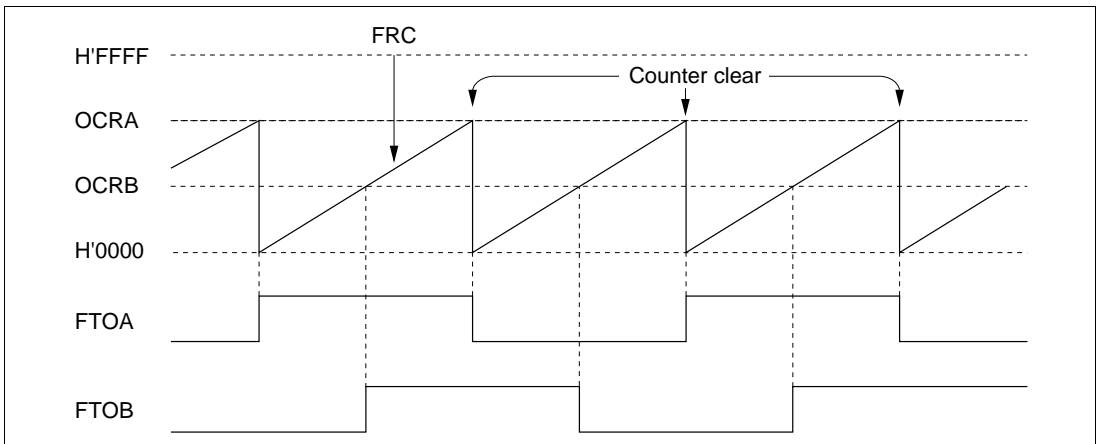 FRC
H'FFFF
Counter clear
OCRA
OCRB
H'0000
FTOA
FTOB